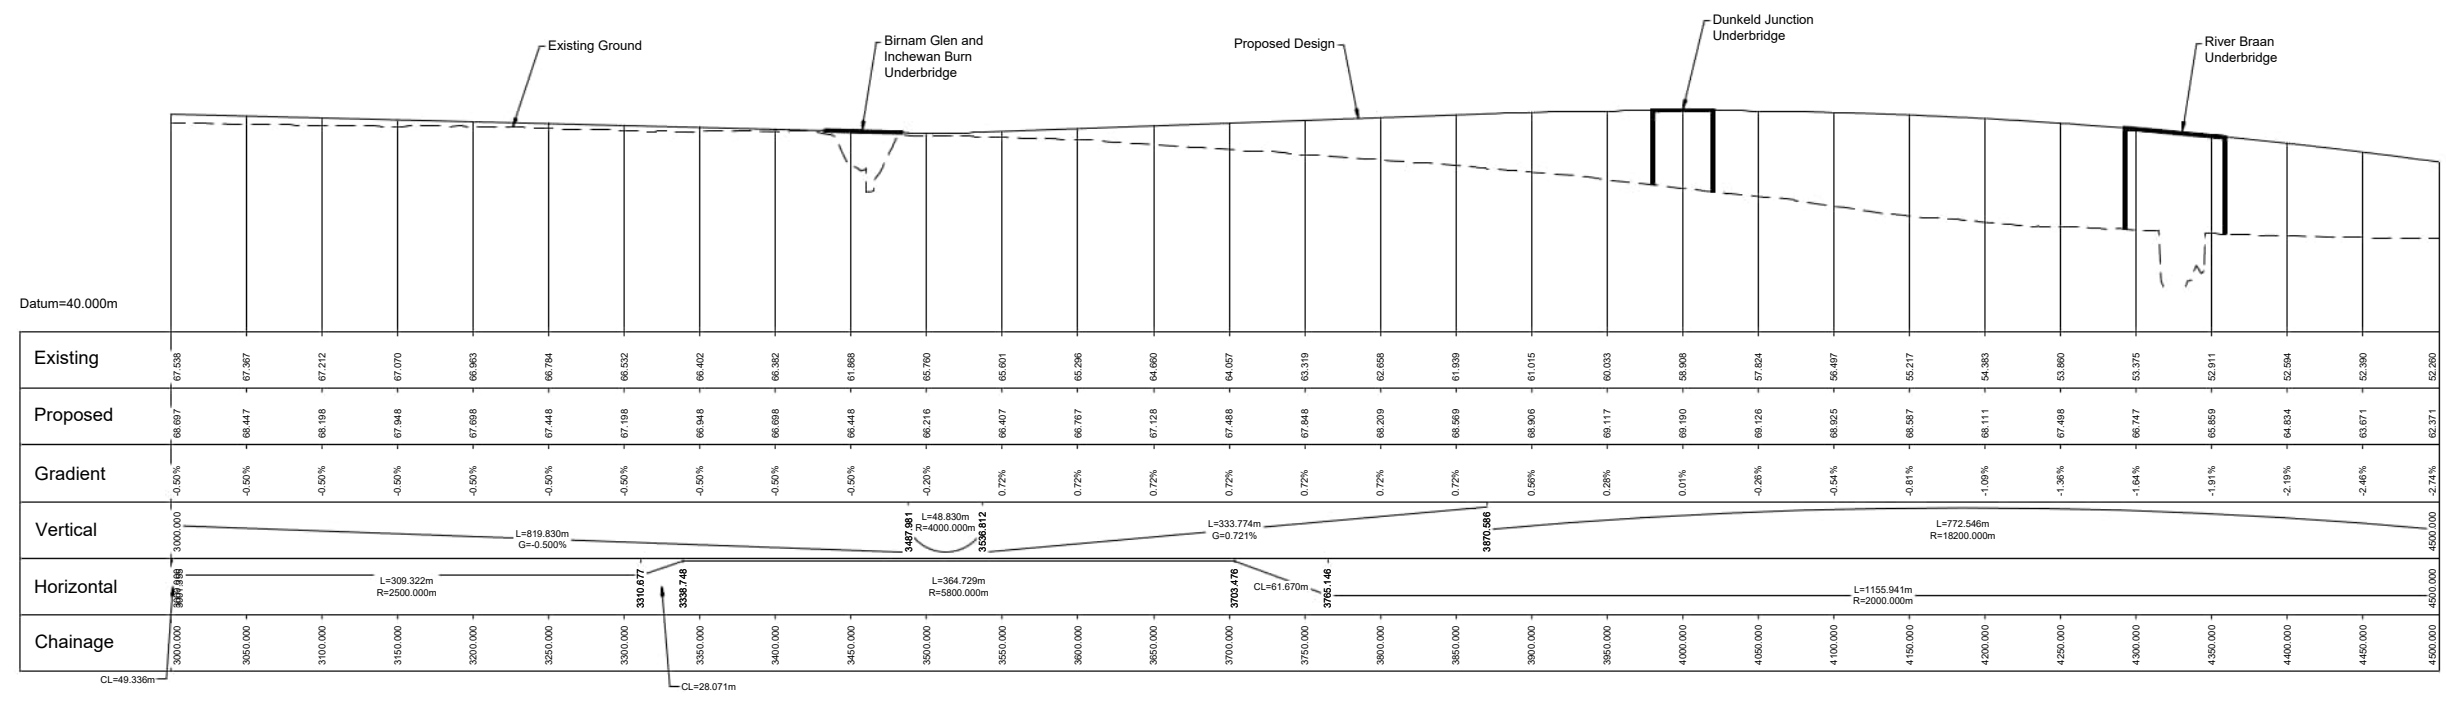 Dunkeld Junction
Underbridge
Birnam Glen and
Inchewan Burn
Underbridge
Existing Ground
Proposed Design
River Braan
Underbridge
Datum=40.000m
Existing 67.538 67.367 67.212 67.070 66.963 66.784 66.532 66.402 66.382 61.868 65.760 65.601 65.296 64.660 64.057 63.319 62.658 61.939 61.015 60.033 58.908 57.824 56.497 55.217 54.383 53.860 53.375 52.911 52.594 52.390 52.260
Proposed 68.697 68.447 68.198 67.948 67.698 67.448 67.198 66.948 66.698 66.448 66.216 66.407 66.767 67.128 67.488 67.848 68.209 68.569 68.906 69.117 69.190 69.126 68.925 68.587 68.111 67.498 66.747 65.859 64.834 63.671 62.371
Gradient -0.50% -0.50% -0.50% -0.50% -0.50% -0.50% -0.50% -0.50% -0.50% -0.50% -0.20% 0.72% 0.72% 0.72% 0.72% 0.72% 0.72% 0.72% 0.56% 0.28% 0.01% -0.26% -0.54% -0.81% -1.09% -1.36% -1.64% -1.91% -2.19% -2.46% -2.74%
Vertical
3000.000
L=819.830m
G=-0.500%
3487.981
L=48.830m
R=4000.000m
3536.812
L=333.774m
G=0.721%
3870.586
L=772.546m
R=18200.000m
4500.000
Horizontal
L=309.322m
R=2500.000m
3310.677
3338.748
L=364.729m
R=5800.000m
3703.476
CL=61.670m
3765.146
L=1155.941m
R=2000.000m
4500.000
Chainage 3000.000 3050.000 3100.000 3150.000 3200.000 3250.000 3300.000 3350.000 3400.000 3450.000 3500.000 3550.000 3600.000 3650.000 3700.000 3750.000 3800.000 3850.000 3900.000 3950.000 4000.000 4050.000 4100.000 4150.000 4200.000 4250.000 4300.000 4350.000 4400.000 4450.000 4500.000
CL=49.336m
CL=28.071m